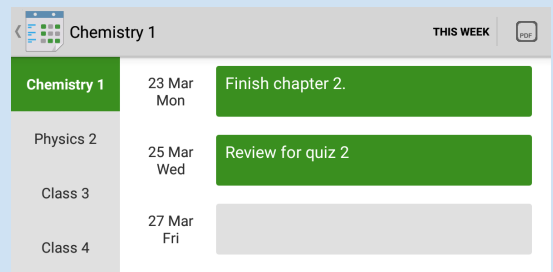 Chemistry 1
THIS WEEK
PDF
Chemistry 1
Physics 2
Class 3
Class 4
23 Mar
Mon
Finish chapter 2.
25 Mar
Wed
Review for quiz 2
27 Mar
Fri